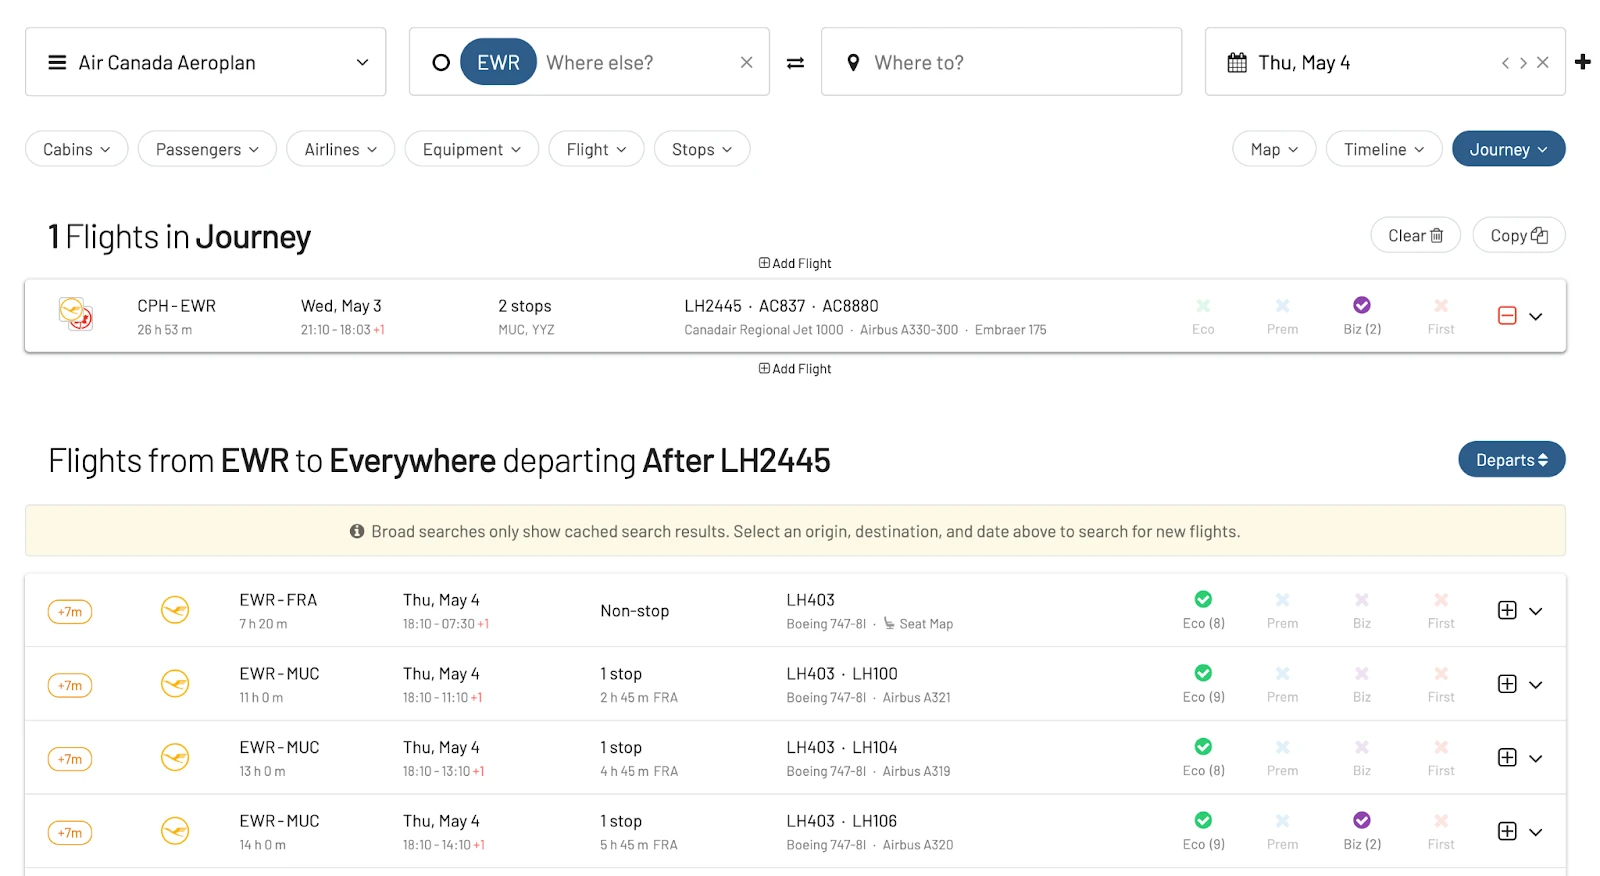 Air Canada Aeroplan
EWR Where else?
Where to?
Thu, May 4
Cabins
Passengers
Airlines
Equipment
Flight
Stops
Map
Timeline
Journey
1 Flights in Journey
Clear
Copy
Add Flight
CPH-EWR
26 h 53 m
Wed, May 3
21:10 - 18:03 +1
2 stops
MUC, YYZ
LH2445 · AC837 · AC8880
Canadair Regional Jet 1000 · Airbus A330-300 · Embraer 175
Eco
Prem
Biz (2)
First
Add Flight
Flights from EWR to Everywhere departing After LH2445
Departs
Broad searches only show cached search results. Select an origin, destination, and date above to search for new flights.
+7m
EWR-FRA
7 h 20 m
Thu, May 4
18:10 - 07:30 +1
Non-stop
LH403
Boeing 747-8I · Seat Map
Eco (8)
Prem
Biz
First
+7m
EWR-MUC
11 h 0 m
Thu, May 4
18:10 - 11:10 +1
1 stop
2 h 45 m FRA
LH403 · LH100
Boeing 747-8I · Airbus A321
Eco (9)
Prem
Biz
First
+7m
EWR-MUC
13 h 0 m
Thu, May 4
18:10 - 13:10 +1
1 stop
4 h 45 m FRA
LH403 · LH104
Boeing 747-8I · Airbus A319
Eco (8)
Prem
Biz
First
+7m
EWR-MUC
14 h 0 m
Thu, May 4
18:10 - 14:10 +1
1 stop
5 h 45 m FRA
LH403 · LH106
Boeing 747-8I · Airbus A320
Eco (9)
Prem
Biz (2)
First